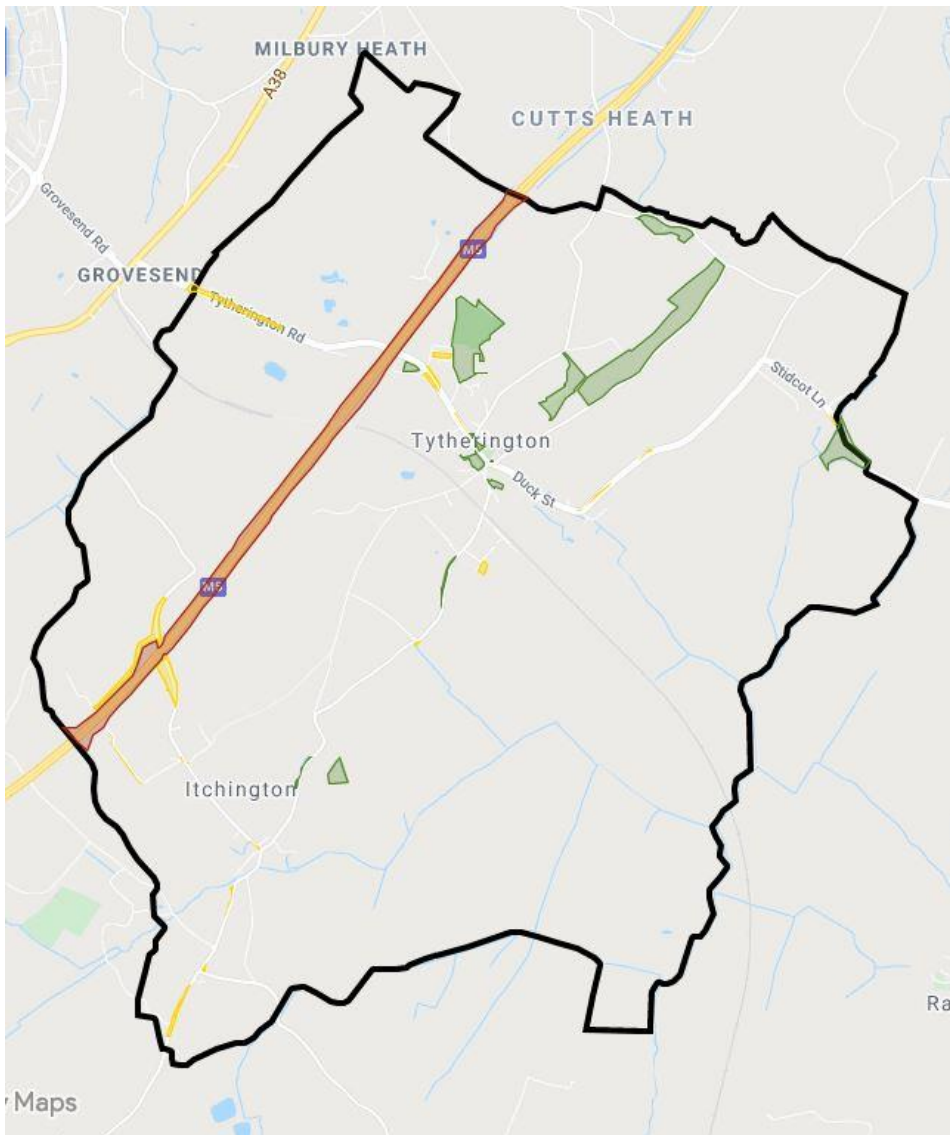 MILBURY HEATH
A38
CUTTS HEATH
Grovesend Rd
M5
GROVESEND
Tytherington Rd
Stidcot Ln
Tytherington
Duck St
M5
Itchington
Ra
Maps